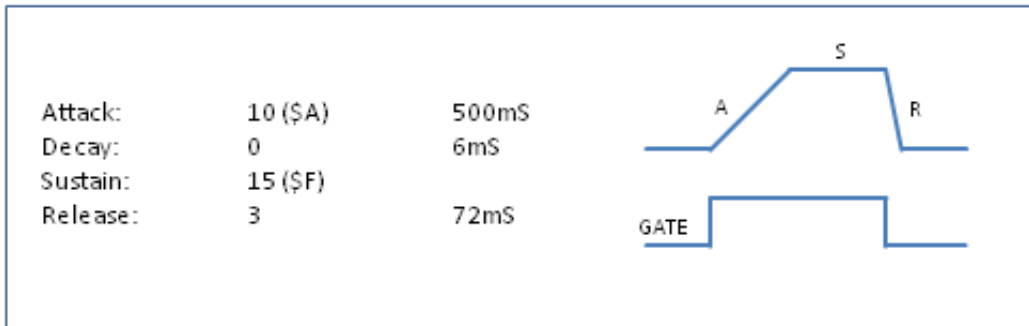 S
Attack: 10 ($A) 500mS
A
R
Decay: 0 6mS
Sustain: 15 ($F)
Release: 3 72mS
GATE